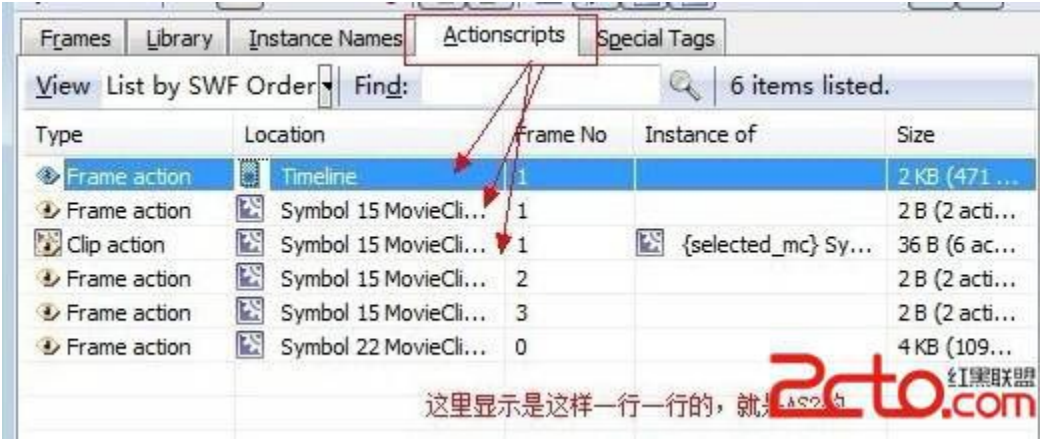 Frames Library Instance Names Actionscripts Special Tags
View List by SWF Order Find: 6 items listed.
Type Location Frame No Instance of Size
Frame action Timeline 1 2 KB (471 ...
Frame action Symbol 15 MovieCli... 1 2 B (2 acti...
Clip action Symbol 15 MovieCli... 1 {selected_mc} Sy... 36 B (6 ac...
Frame action Symbol 15 MovieCli... 2 2 B (2 acti...
Frame action Symbol 15 MovieCli... 3 2 B (2 acti...
Frame action Symbol 22 MovieCli... 0 4 KB (109...
这里显示是这样一行一行的，就是AS2的
2cto.com 红黑联盟